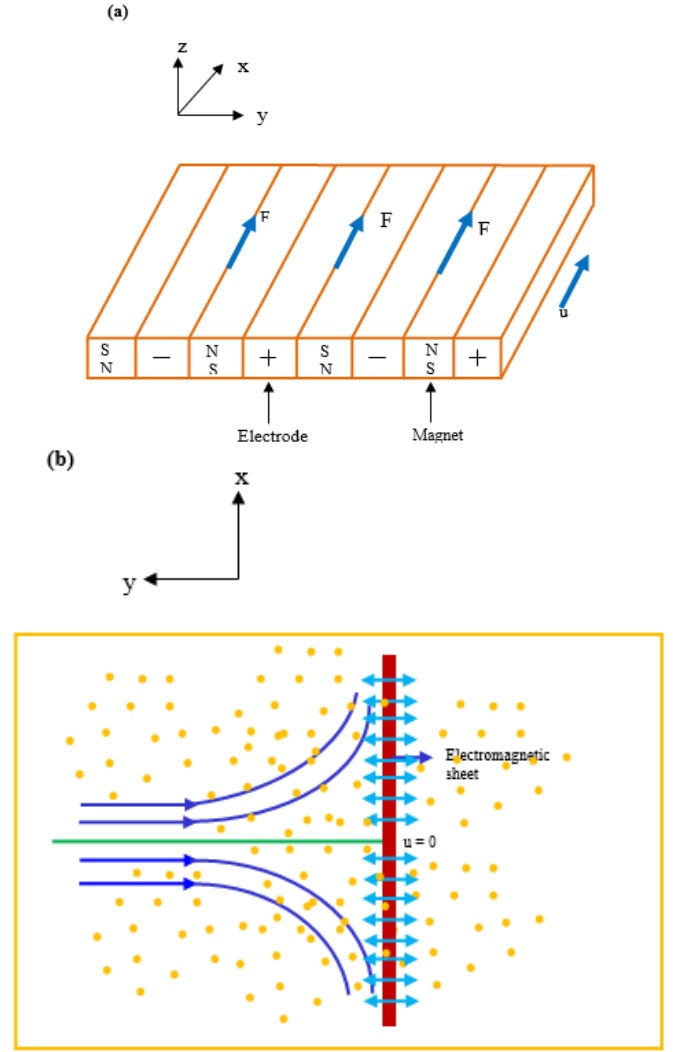 (a)
z
x
y
F
F
F
u
S − N + S − N +
N S N S
Electrode Magnet
(b)
x
y
Electromagnetic
sheet
u = 0